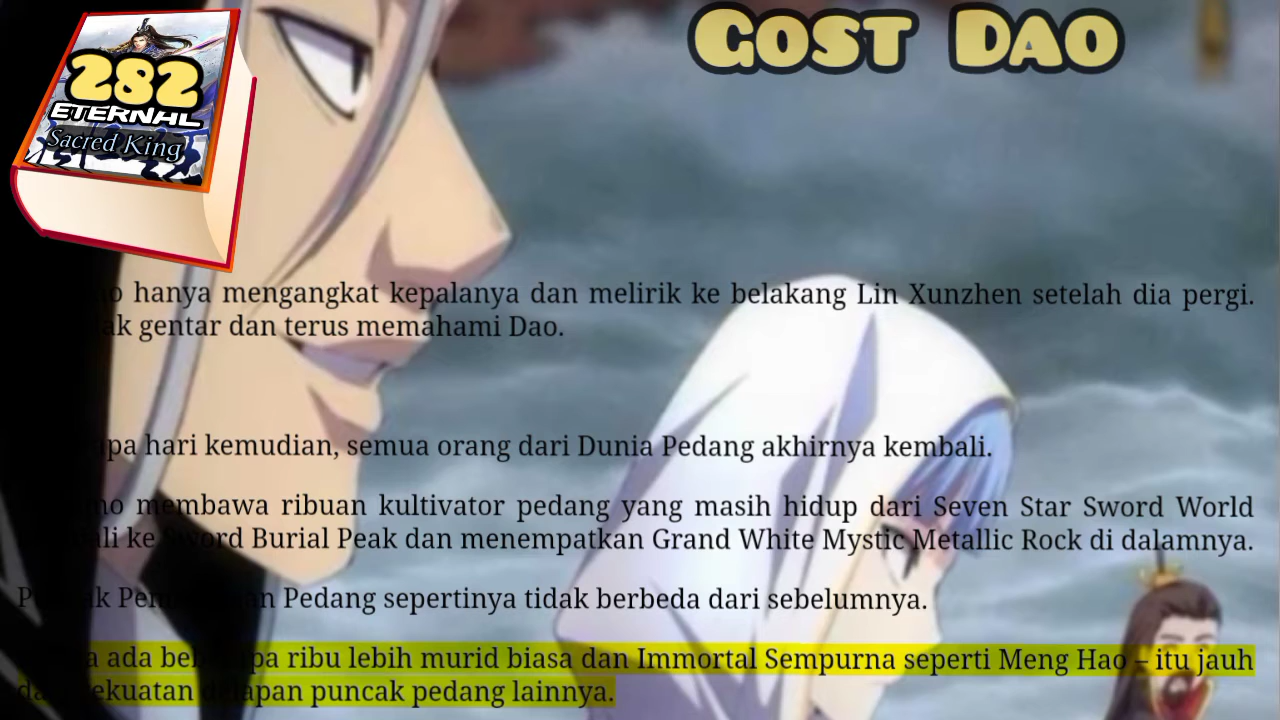 GOST DAO
282
ETERNAL
Sacred King
hanya mengangkat kepalanya dan melirik ke belakang Lin Xunzhen setelah dia pergi.
gentar dan terus memahami Dao.
hari kemudian, semua orang dari Dunia Pedang akhirnya kembali.
membawa ribuan kultivator pedang yang masih hidup dari Seven Star Sword World
ke Sword Burial Peak dan menempatkan Grand White Mystic Metallic Rock di dalamnya.
Pedang sepertinya tidak berbeda dari sebelumnya.
ada beberapa ribu lebih murid biasa dan Immortal Sempurna seperti Meng Hao – itu jauh
kekuatan delapan puncak pedang lainnya.